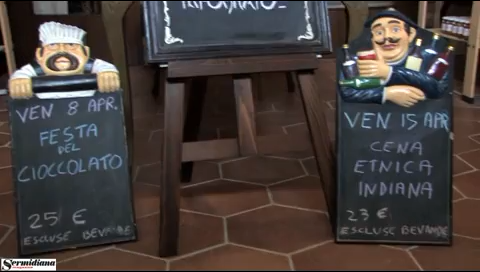 RIFUGIATO
VEN 8 APR.
FESTA
DEL
CIOCCOLATO
25 €
ESCLUSE BEVANDE
VEN 15 APR
CENA
ETNICA
INDIANA
23 €
ESCLUSE BEVANDE
Sermidiana